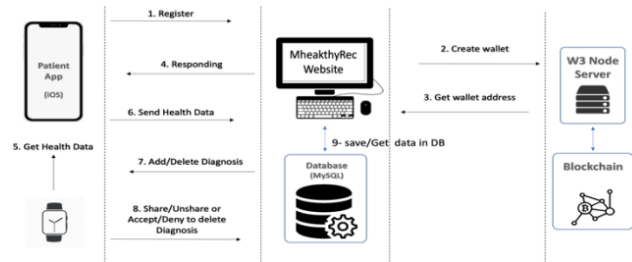 1. Register
Patient
App
(iOS)
4. Responding
6. Send Health Data
5. Get Health Data
7. Add/Delete Diagnosis
8. Share/Unshare or
Accept/Deny to delete
Diagnosis
MheakthyRec
Website
9- save/Get data in DB
Database
(MySQL)
2. Create wallet
3. Get wallet address
W3 Node
Server
Blockchain
B